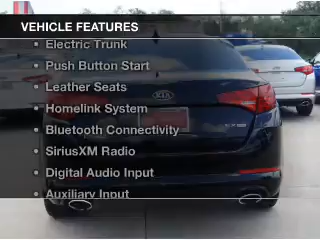 VEHICLE FEATURES
Electric Trunk
Push Button Start
Leather Seats
Homelink System
Bluetooth Connectivity
SiriusXM Radio
Digital Audio Input
Auxiliary Input
KIA